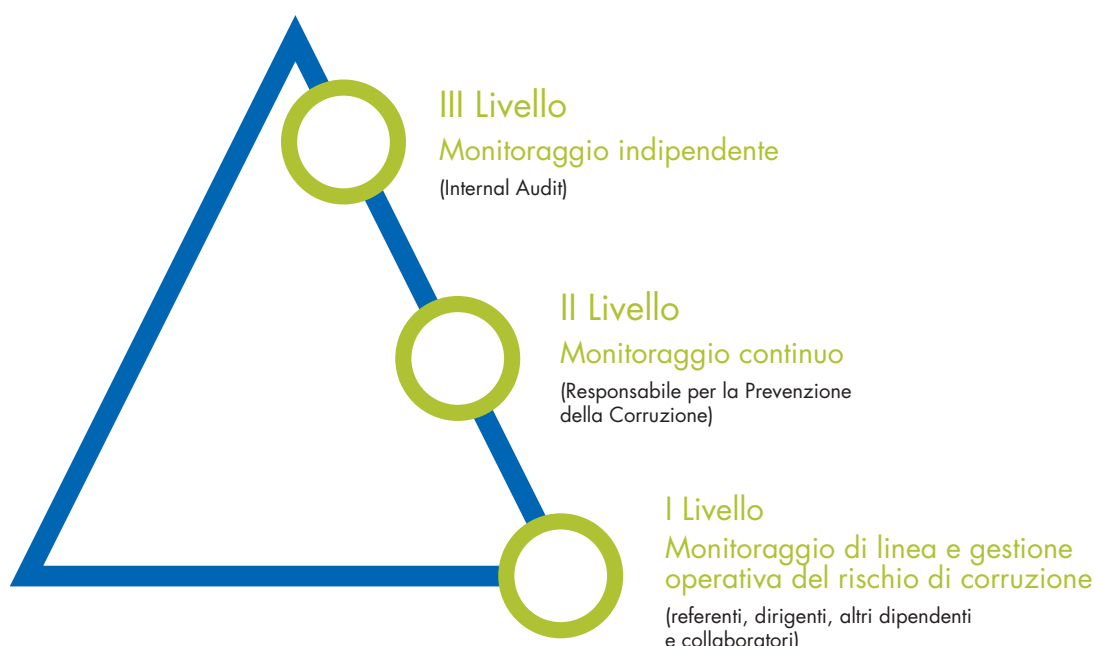 III Livello
Monitoraggio indipendente
(Internal Audit)
II Livello
Monitoraggio continuo
(Responsabile per la Prevenzione
della Corruzione)
I Livello
Monitoraggio di linea e gestione
operativa del rischio di corruzione
(referenti, dirigenti, altri dipendenti
e collaboratori)